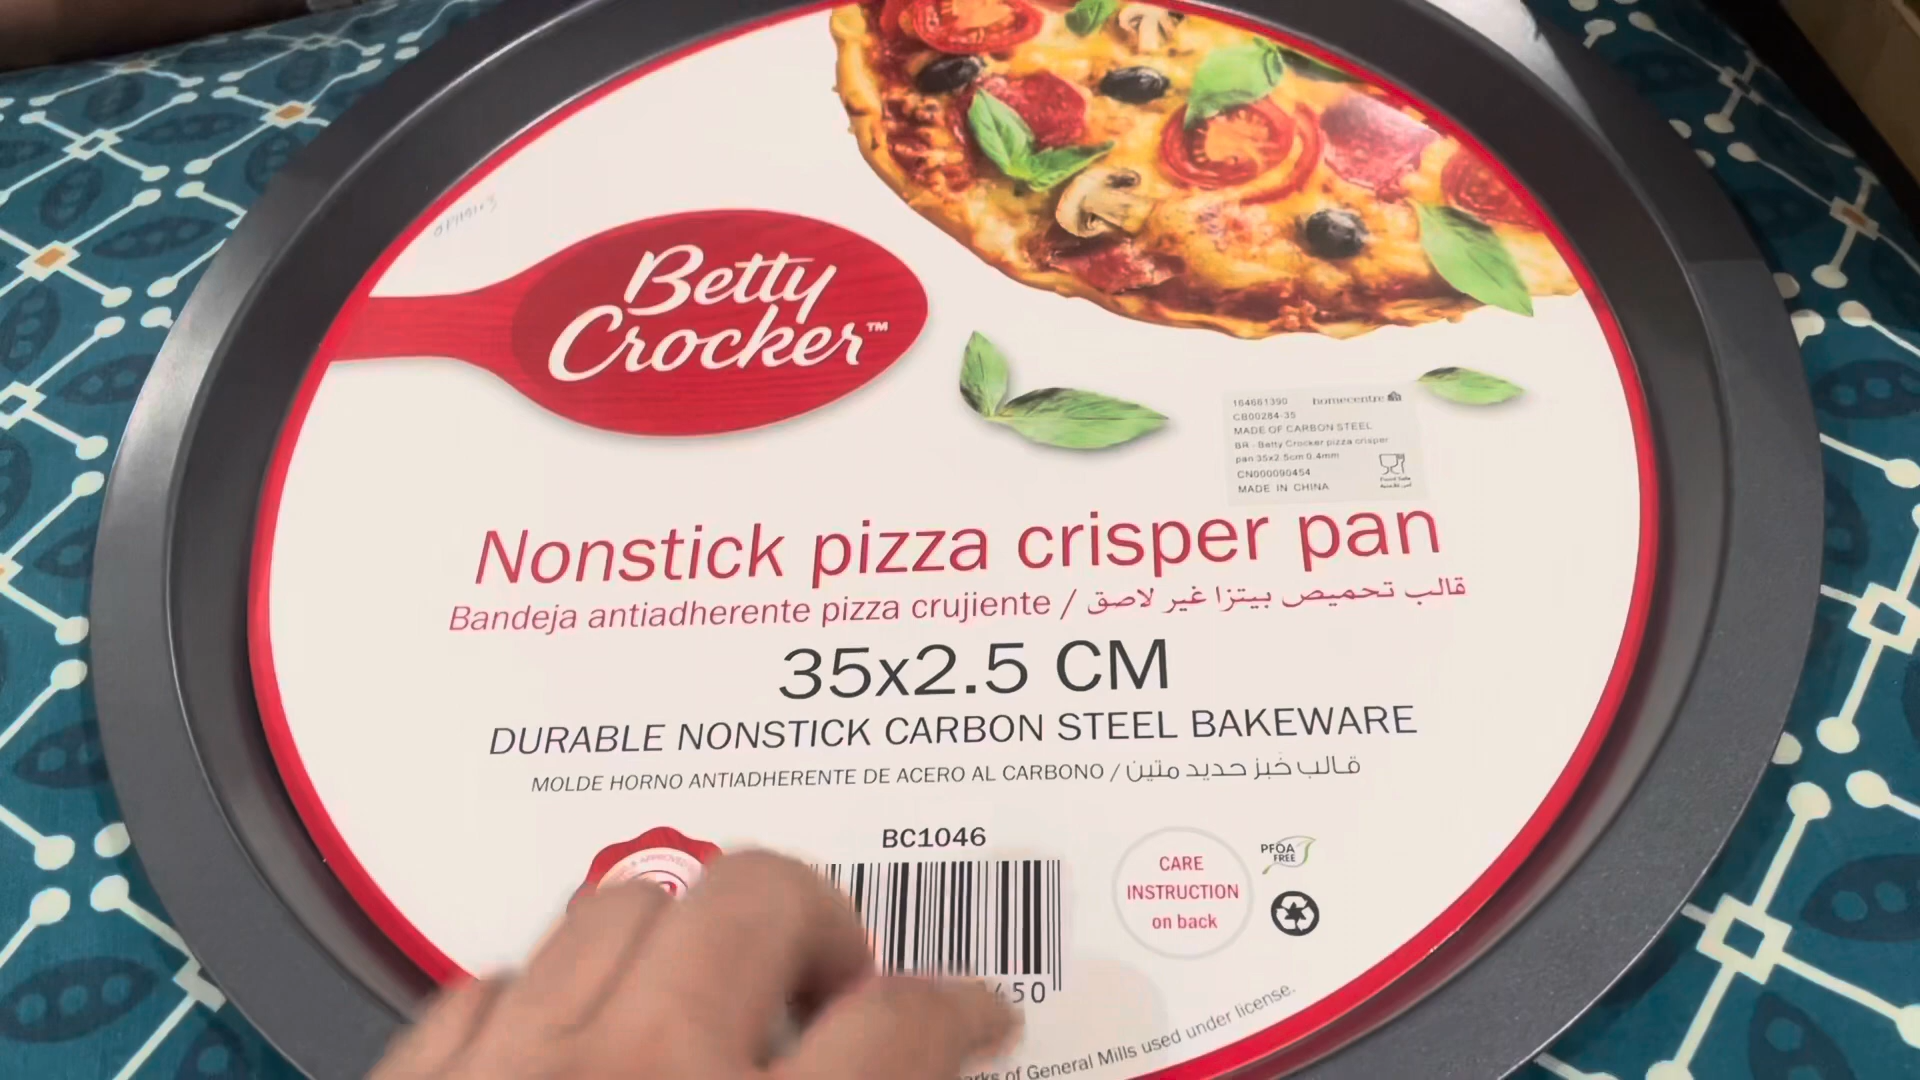 Betty
Crocker™
164661390 homecentre
CB00284-35
MADE OF CARBON STEEL
BR - Betty Crocker pizza crisper
pan 35x2.5cm 0.4mm
CN000090454
MADE IN CHINA
Nonstick pizza crisper pan
Bandeja antiadherente pizza crujiente / قالب تحميص بيتزا غير لاصق
35x2.5 CM
DURABLE NONSTICK CARBON STEEL BAKEWARE
MOLDE HORNO ANTIADHERENTE DE ACERO AL CARBONO / قالب خَبز حديد متين
BC1046
450
CARE
INSTRUCTION
on back
PFOA
FREE
of General Mills used under license.